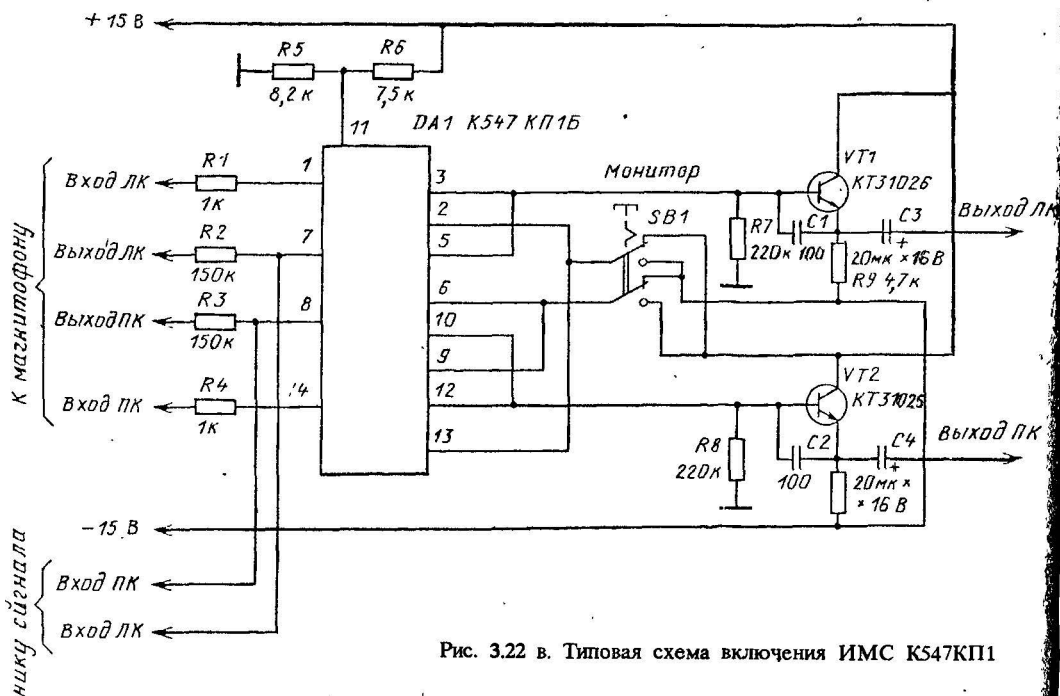 +15 В
R5
8,2к
R6
7,5к
11
DA1 К547 КП1Б
К магнитофону
Вход ЛК
R1
1к
1
Выход ЛК
R2
150к
7
Выход ПК
R3
150к
8
Вход ПК
R4
1к
14
3
2
5
6
10
9
12
13
монитор
SB1
R7
220к
C1
100
VT1
КТ3102б
C3
+
20мк × 16 В
R9 4,7к
Выход ЛК
VT2
КТ3102б
R8
220к
C2
100
C4
+
20мк ×
× 16 В
Выход ПК
−15 В
сигнала
Вход ПК
Вход ЛК
Рис. 3.22 в. Типовая схема включения ИМС К547КП1